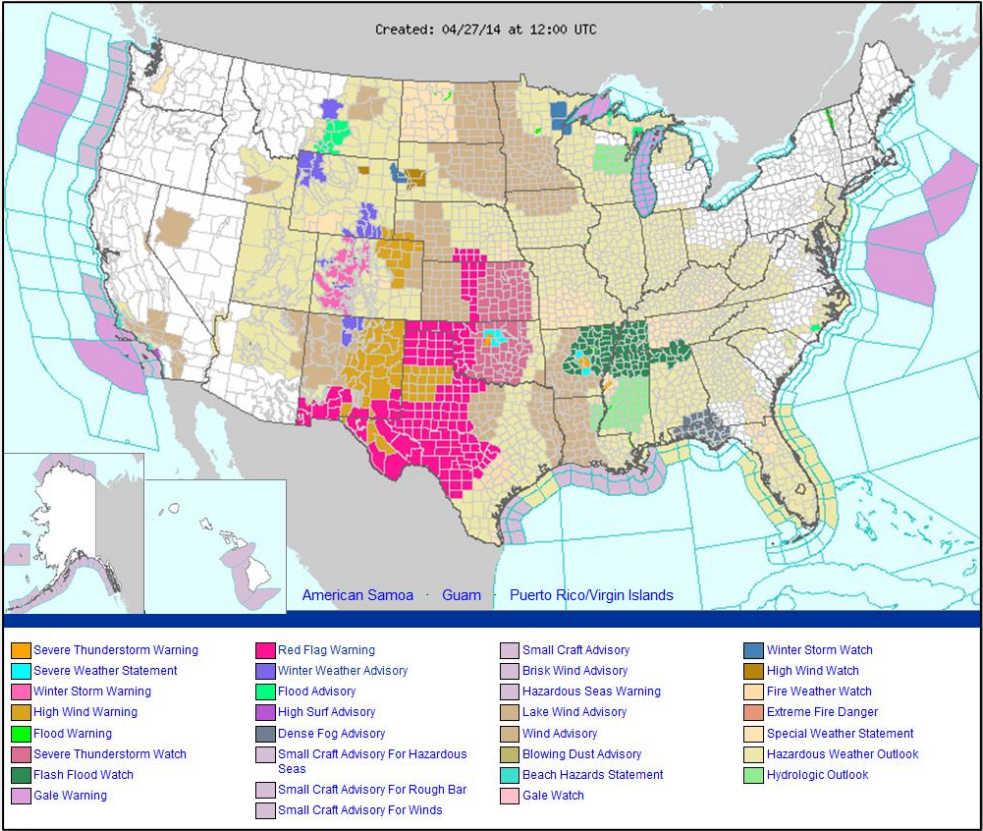 Created: 04/27/14 at 12:00 UTC
American Samoa · Guam · Puerto Rico/Virgin Islands
Severe Thunderstorm Warning
Severe Weather Statement
Winter Storm Warning
High Wind Warning
Flood Warning
Severe Thunderstorm Watch
Flash Flood Watch
Gale Warning
Red Flag Warning
Winter Weather Advisory
Flood Advisory
High Surf Advisory
Dense Fog Advisory
Small Craft Advisory For Hazardous
Seas
Small Craft Advisory For Rough Bar
Small Craft Advisory For Winds
Small Craft Advisory
Brisk Wind Advisory
Hazardous Seas Warning
Lake Wind Advisory
Wind Advisory
Blowing Dust Advisory
Beach Hazards Statement
Gale Watch
Winter Storm Watch
High Wind Watch
Fire Weather Watch
Extreme Fire Danger
Special Weather Statement
Hazardous Weather Outlook
Hydrologic Outlook